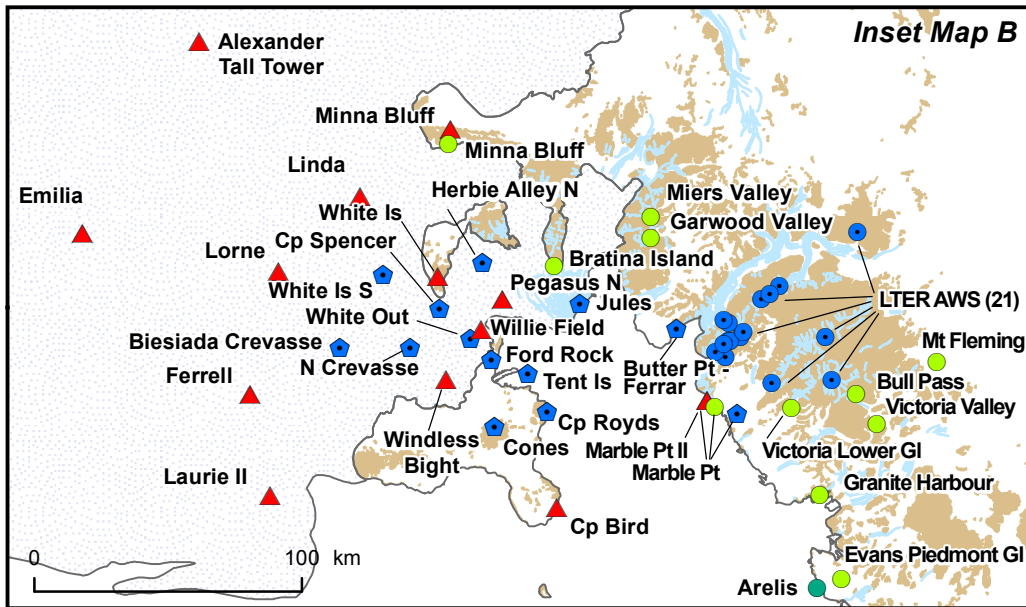 Inset Map B
Alexander
Tall Tower
Minna Bluff
Minna Bluff
Linda
Herbie Alley N
Miers Valley
Emilia
White Is
Garwood Valley
Cp Spencer
Lorne
Bratina Island
Pegasus N
White Is S
Jules
LTER AWS (21)
White Out
Willie Field
Biesiada Crevasse
Mt Fleming
N Crevasse
Ford Rock
Butter Pt -
Ferrar
Ferrell
Tent Is
Bull Pass
Victoria Valley
Cp Royds
Windless
Bight
Cones
Marble Pt II
Marble Pt
Victoria Lower Gl
Laurie II
Granite Harbour
Cp Bird
0
100 km
Evans Piedmont Gl
Arelis